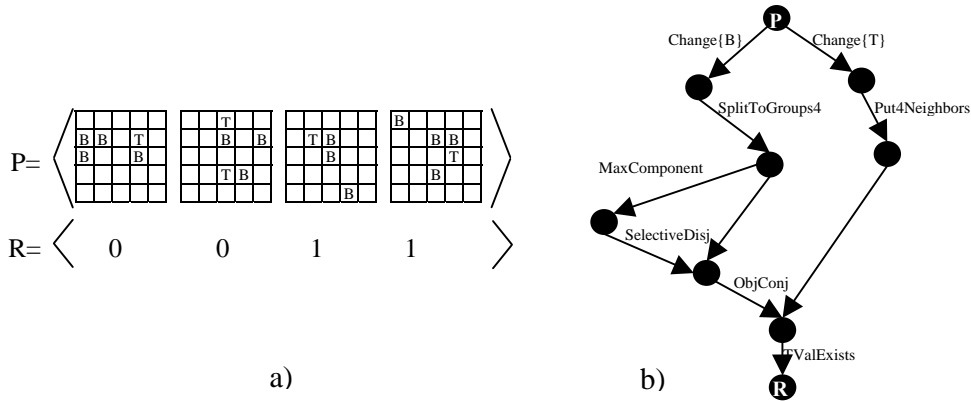 T B
B B T B B T B B B
B B B T
T B B
B
P=
R= 0 0 1 1
a)
P
Change{B} Change{T}
SplitToGroups4 Put4Neighbors
MaxComponent
SelectiveDisj
ObjConj
TValExists
R
b)